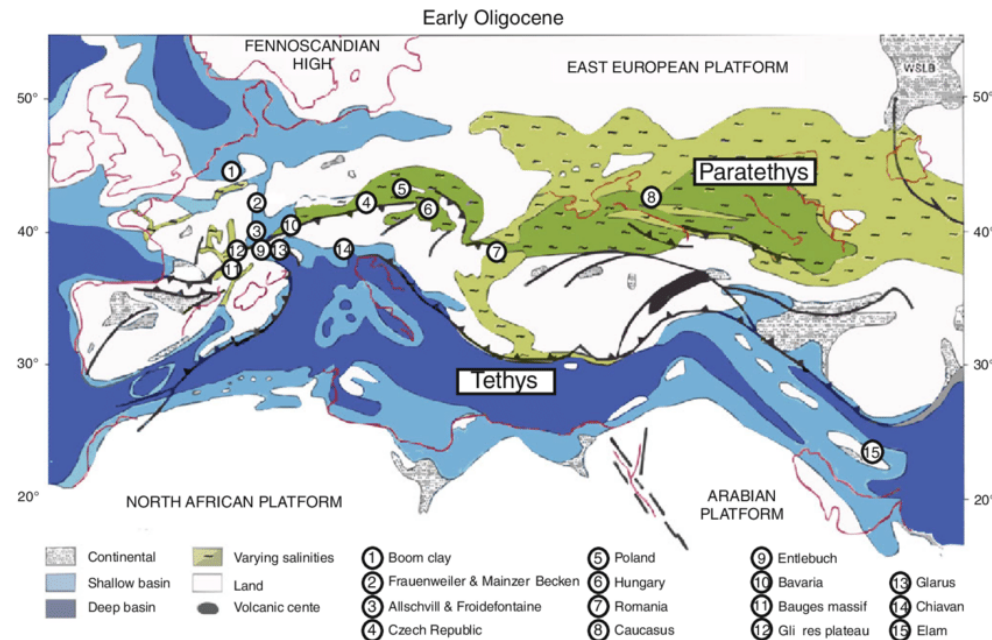 Early Oligocene
FENNOSCANDIAN
HIGH
EAST EUROPEAN PLATFORM
WSLB
50°
50°
40°
40°
30°
30°
20°
20°
Paratethys
Tethys
NORTH AFRICAN PLATFORM
ARABIAN
PLATFORM
1
2
3
4
5
6
7
8
9
10
11
12
13
14
15
Continental
Shallow basin
Deep basin
Varying salinities
Land
Volcanic cente
1 Boom clay
2 Frauenweiler & Mainzer Becken
3 Allschvill & Froidefontaine
4 Czech Republic
5 Poland
6 Hungary
7 Romania
8 Caucasus
9 Entlebuch
10 Bavaria
11 Bauges massif
12 Gli res plateau
13 Glarus
14 Chiavan
15 Elam